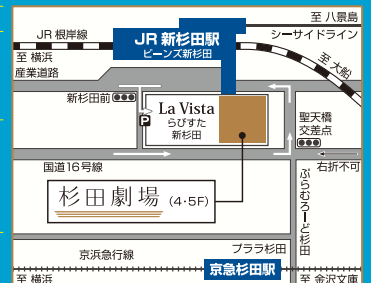 至 八景島
JR 根岸線
JR 新杉田駅
ビーンズ新杉田
シーサイドライン
至 横浜
至 大船
産業道路
新杉田前
La Vista
らびすた
新杉田
P
聖天橋
交差点
国道16号線
右折不可
杉田劇場 (4・5F)
ぷらむろーど杉田
京浜急行線
プララ杉田
京急杉田駅
至 横浜
至 金沢文庫